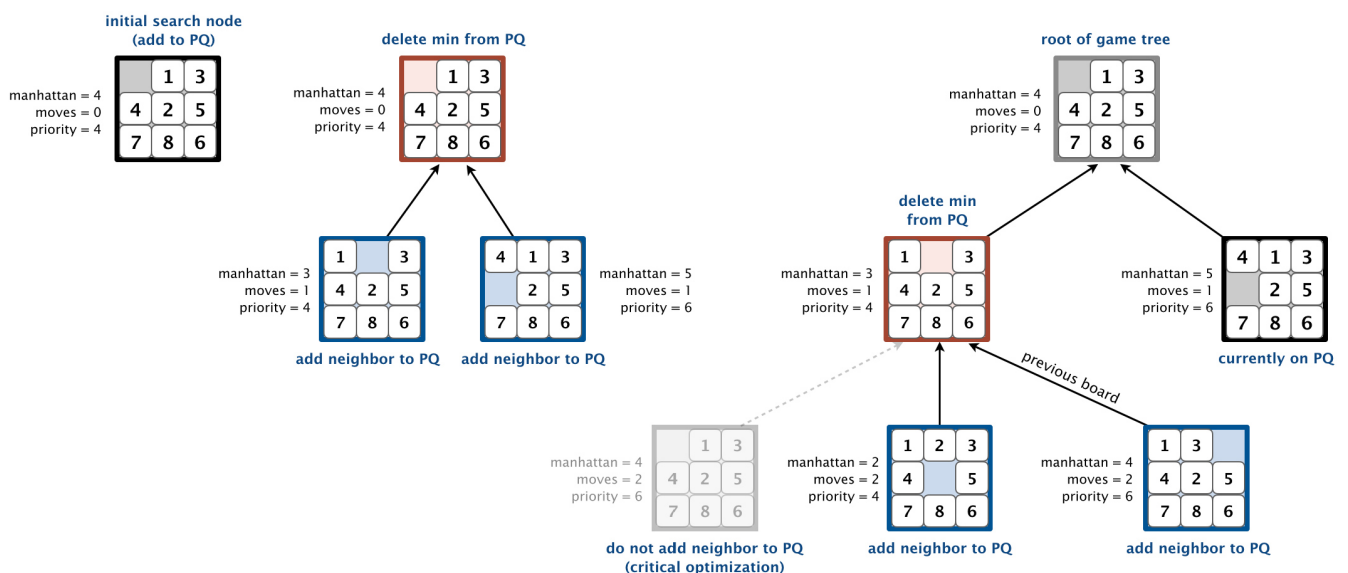 initial search node
(add to PQ)
manhattan = 4
moves = 0
priority = 4
1 3
4 2 5
7 8 6
delete min from PQ
manhattan = 4
moves = 0
priority = 4
1 3
4 2 5
7 8 6
manhattan = 3
moves = 1
priority = 4
1 3
4 2 5
7 8 6
add neighbor to PQ
4 1 3
2 5
7 8 6
manhattan = 5
moves = 1
priority = 6
add neighbor to PQ
root of game tree
manhattan = 4
moves = 0
priority = 4
1 3
4 2 5
7 8 6
delete min
from PQ
manhattan = 3
moves = 1
priority = 4
1 3
4 2 5
7 8 6
manhattan = 5
moves = 1
priority = 6
4 1 3
2 5
7 8 6
currently on PQ
previous board
manhattan = 4
moves = 2
priority = 6
1 3
4 2 5
7 8 6
do not add neighbor to PQ
(critical optimization)
manhattan = 2
moves = 2
priority = 4
1 2 3
4 5
7 8 6
add neighbor to PQ
manhattan = 4
moves = 2
priority = 6
1 3
4 2 5
7 8 6
add neighbor to PQ